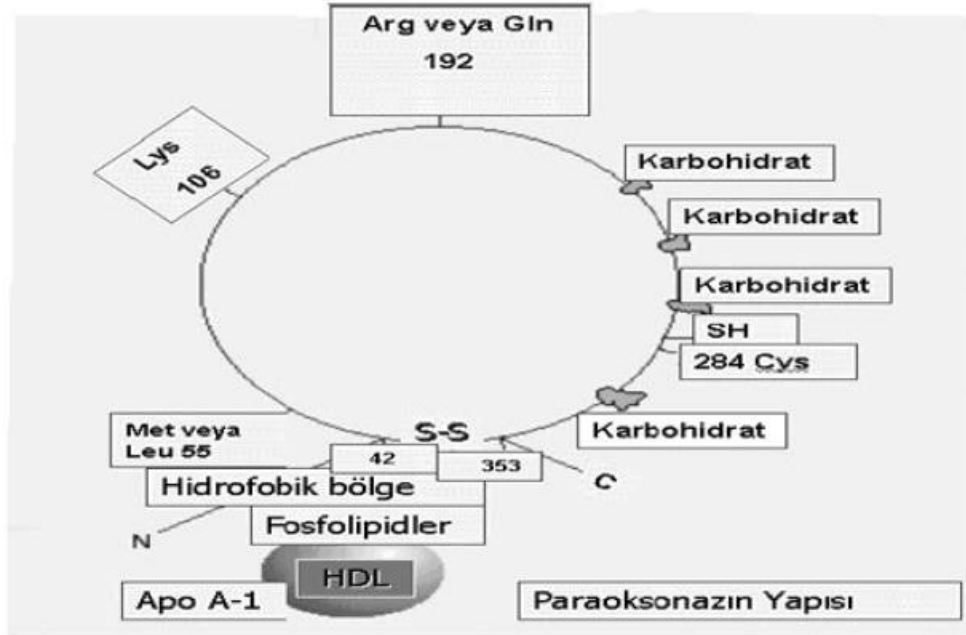 Arg veya Gln
192
Lys
106
Karbohidrat
Karbohidrat
Karbohidrat
SH
284 Cys
Karbohidrat
Met veya
Leu 55
S-S
42
353
C
Hidrofobik bölge
Fosfolipidler
N
HDL
Apo A-1
Paraoksonazın Yapısı